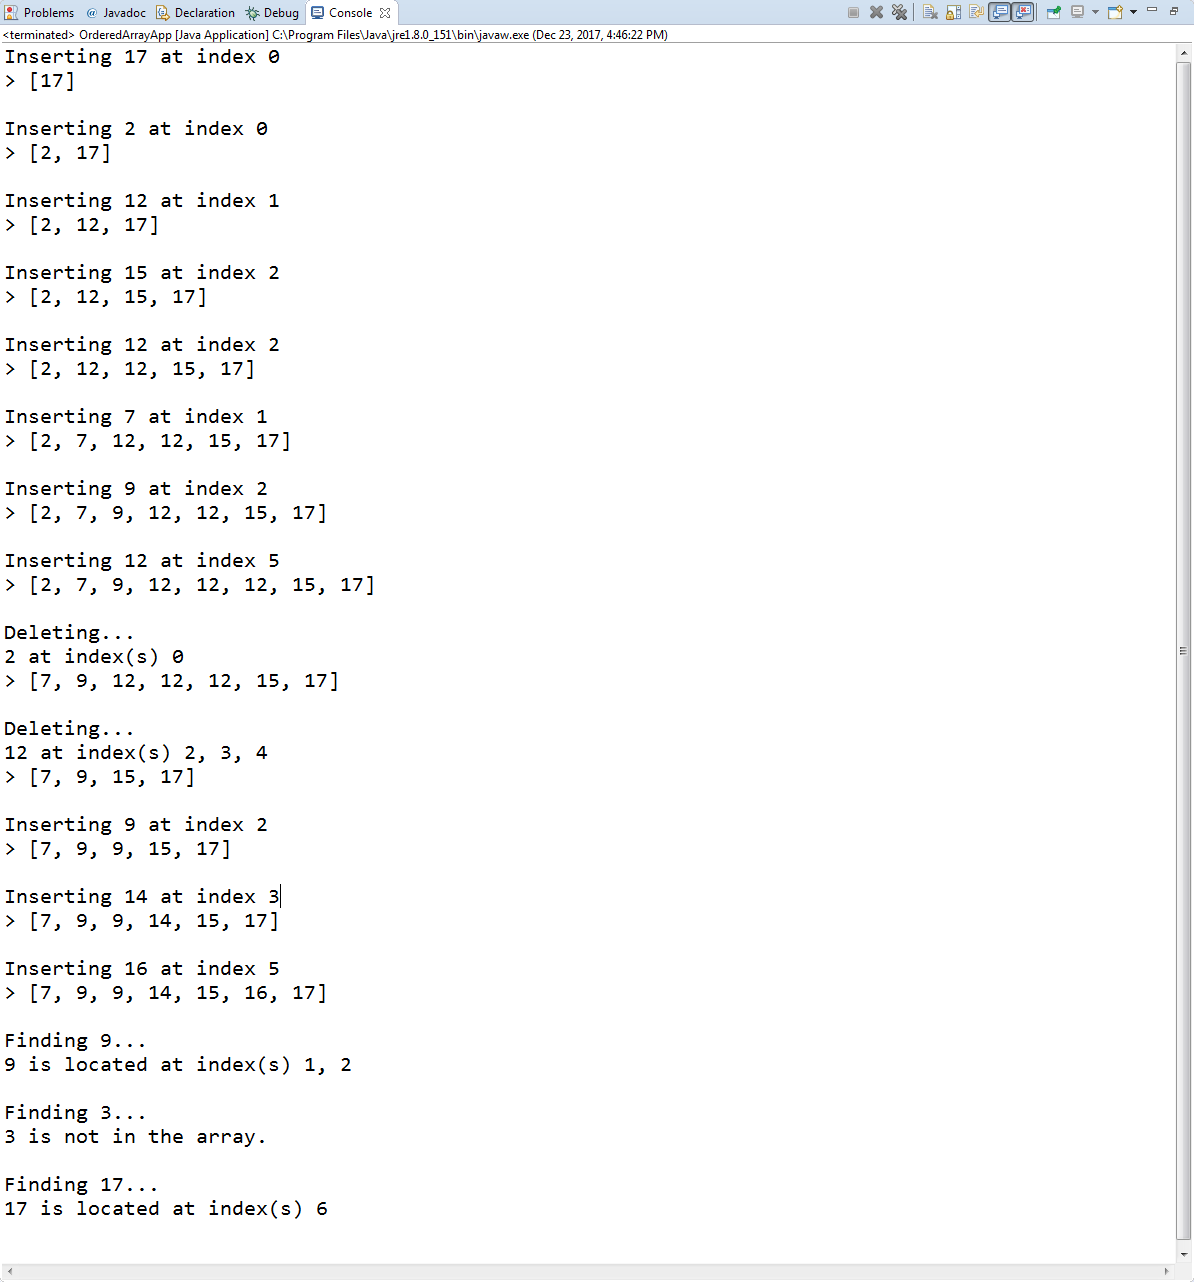 Problems @ Javadoc Declaration Debug Console
<terminated> OrderedArrayApp [Java Application] C:\Program Files\Java\jre1.8.0_151\bin\javaw.exe (Dec 23, 2017, 4:46:22 PM)
Inserting 17 at index 0
> [17]
Inserting 2 at index 0
> [2, 17]
Inserting 12 at index 1
> [2, 12, 17]
Inserting 15 at index 2
> [2, 12, 15, 17]
Inserting 12 at index 2
> [2, 12, 12, 15, 17]
Inserting 7 at index 1
> [2, 7, 12, 12, 15, 17]
Inserting 9 at index 2
> [2, 7, 9, 12, 12, 15, 17]
Inserting 12 at index 5
> [2, 7, 9, 12, 12, 12, 15, 17]
Deleting...
2 at index(s) 0
> [7, 9, 12, 12, 12, 15, 17]
Deleting...
12 at index(s) 2, 3, 4
> [7, 9, 15, 17]
Inserting 9 at index 2
> [7, 9, 9, 15, 17]
Inserting 14 at index 3
> [7, 9, 9, 14, 15, 17]
Inserting 16 at index 5
> [7, 9, 9, 14, 15, 16, 17]
Finding 9...
9 is located at index(s) 1, 2
Finding 3...
3 is not in the array.
Finding 17...
17 is located at index(s) 6